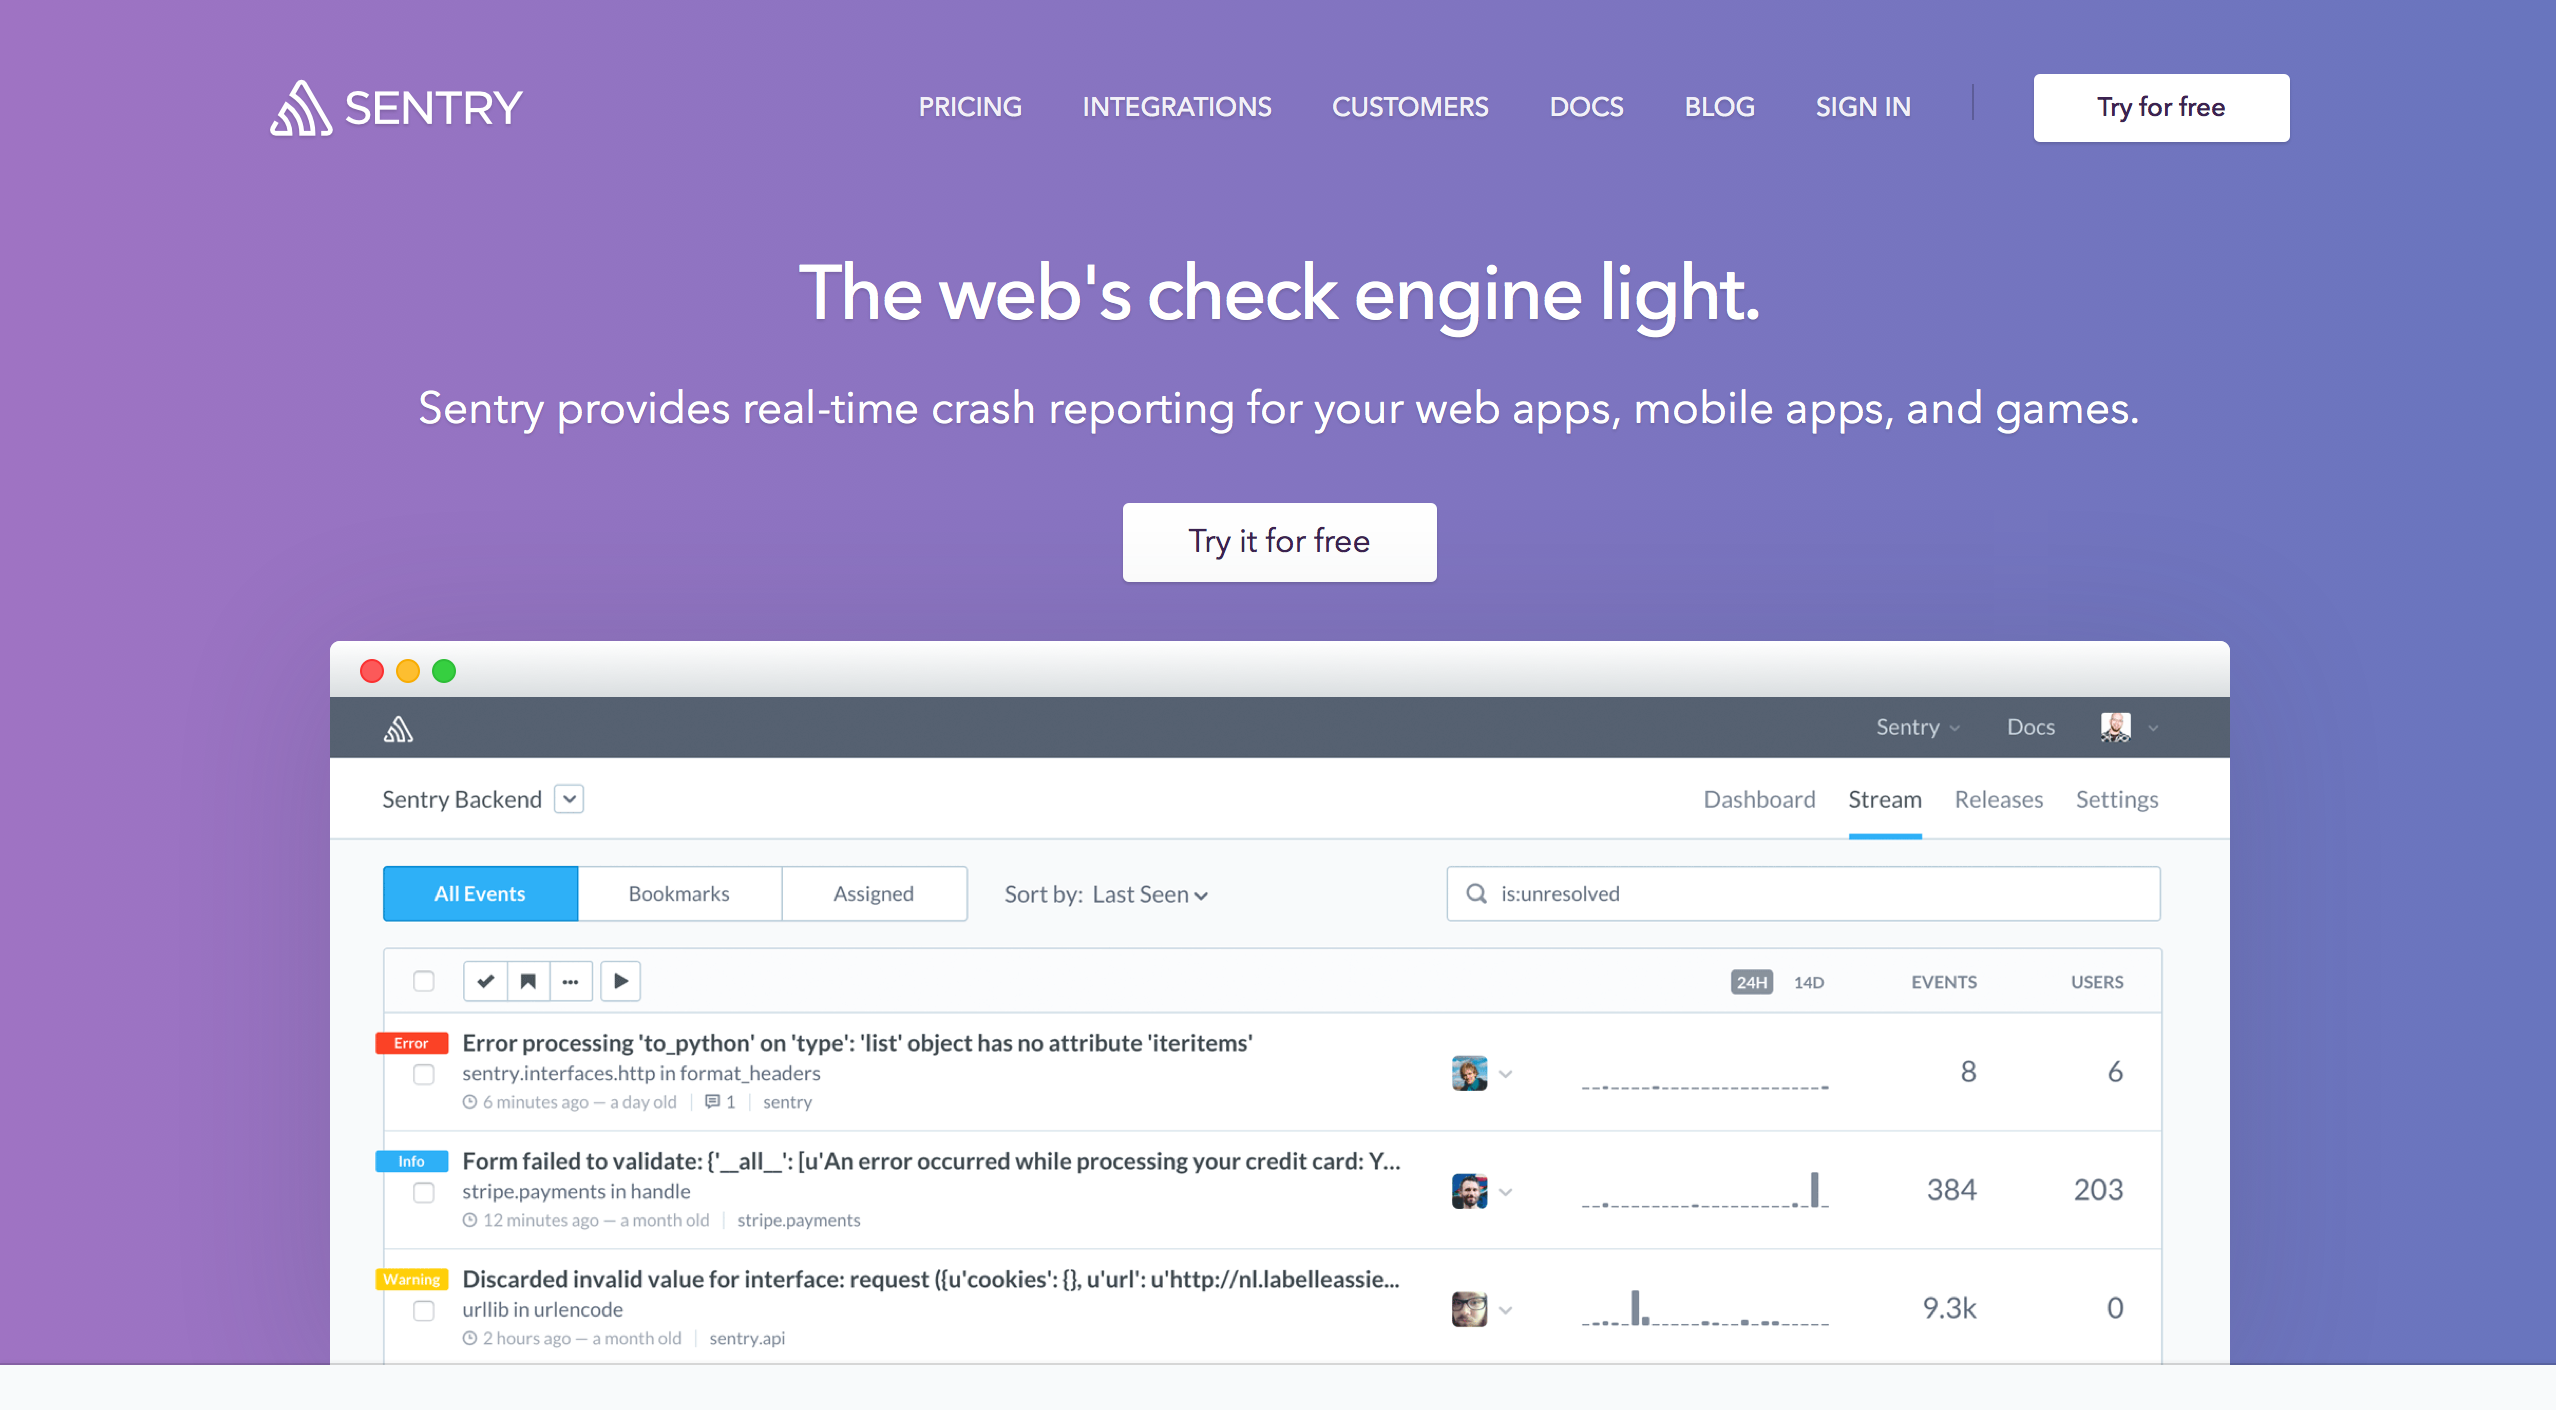 SENTRY
PRICING INTEGRATIONS CUSTOMERS DOCS BLOG SIGN IN Try for free
The web's check engine light.
Sentry provides real-time crash reporting for your web apps, mobile apps, and games.
Try it for free
Sentry Docs
Sentry Backend Dashboard Stream Releases Settings
All Events Bookmarks Assigned Sort by: Last Seen is:unresolved
24H 14D EVENTS USERS
Error Error processing 'to_python' on 'type': 'list' object has no attribute 'iteritems'
sentry.interfaces.http in format_headers 8 6
6 minutes ago — a day old 1 sentry
Info Form failed to validate: {'__all__': [u'An error occurred while processing your credit card: Y...
stripe.payments in handle 384 203
12 minutes ago — a month old stripe.payments
Warning Discarded invalid value for interface: request ({u'cookies': {}, u'url': u'http://nl.labelleassie...
urllib in urlencode 9.3k 0
2 hours ago — a month old sentry.api